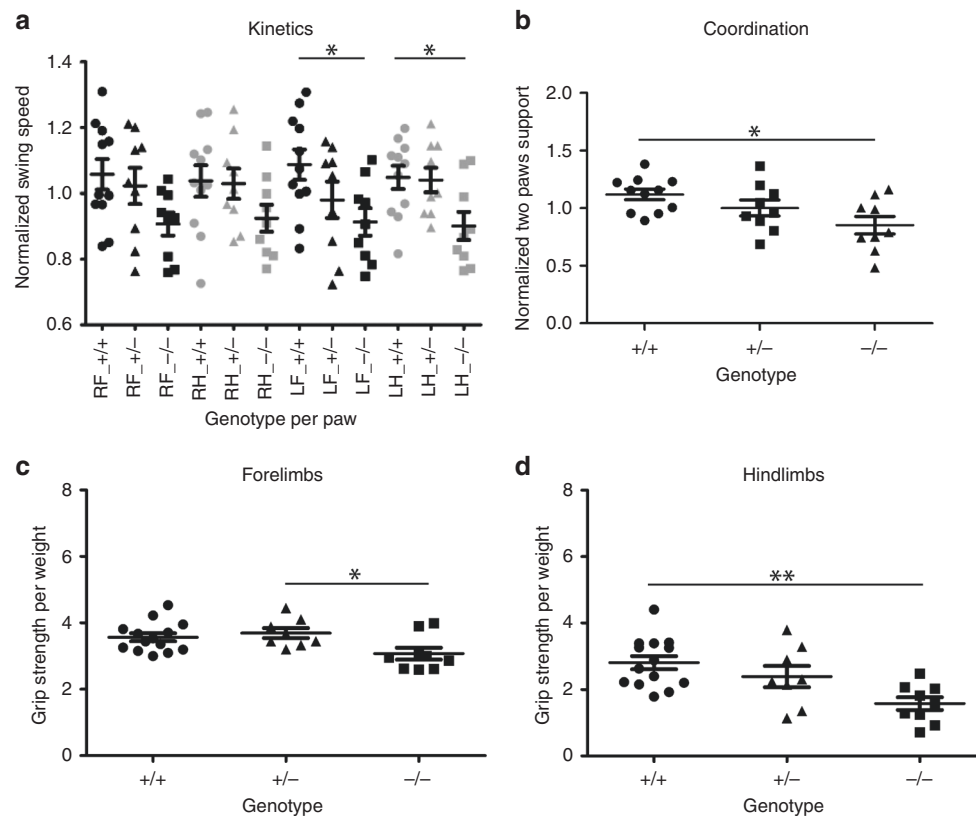 a
Kinetics
Normalized swing speed
1.4
1.2
1.0
0.8
0.6
*
*
RF_+/+
RF_+/–
RF_–/–
RH_+/+
RH_+/–
RH_–/–
LF_+/+
LF_+/–
LF_–/–
LH_+/+
LH_+/–
LH_–/–
Genotype per paw
b
Coordination
Normalized two paws support
2.0
1.5
1.0
0.5
0.0
*
+/+
+/–
–/–
Genotype
c
Forelimbs
Grip strength per weight
8
6
4
2
0
*
+/+
+/–
–/–
Genotype
d
Hindlimbs
Grip strength per weight
8
6
4
2
0
**
+/+
+/–
–/–
Genotype